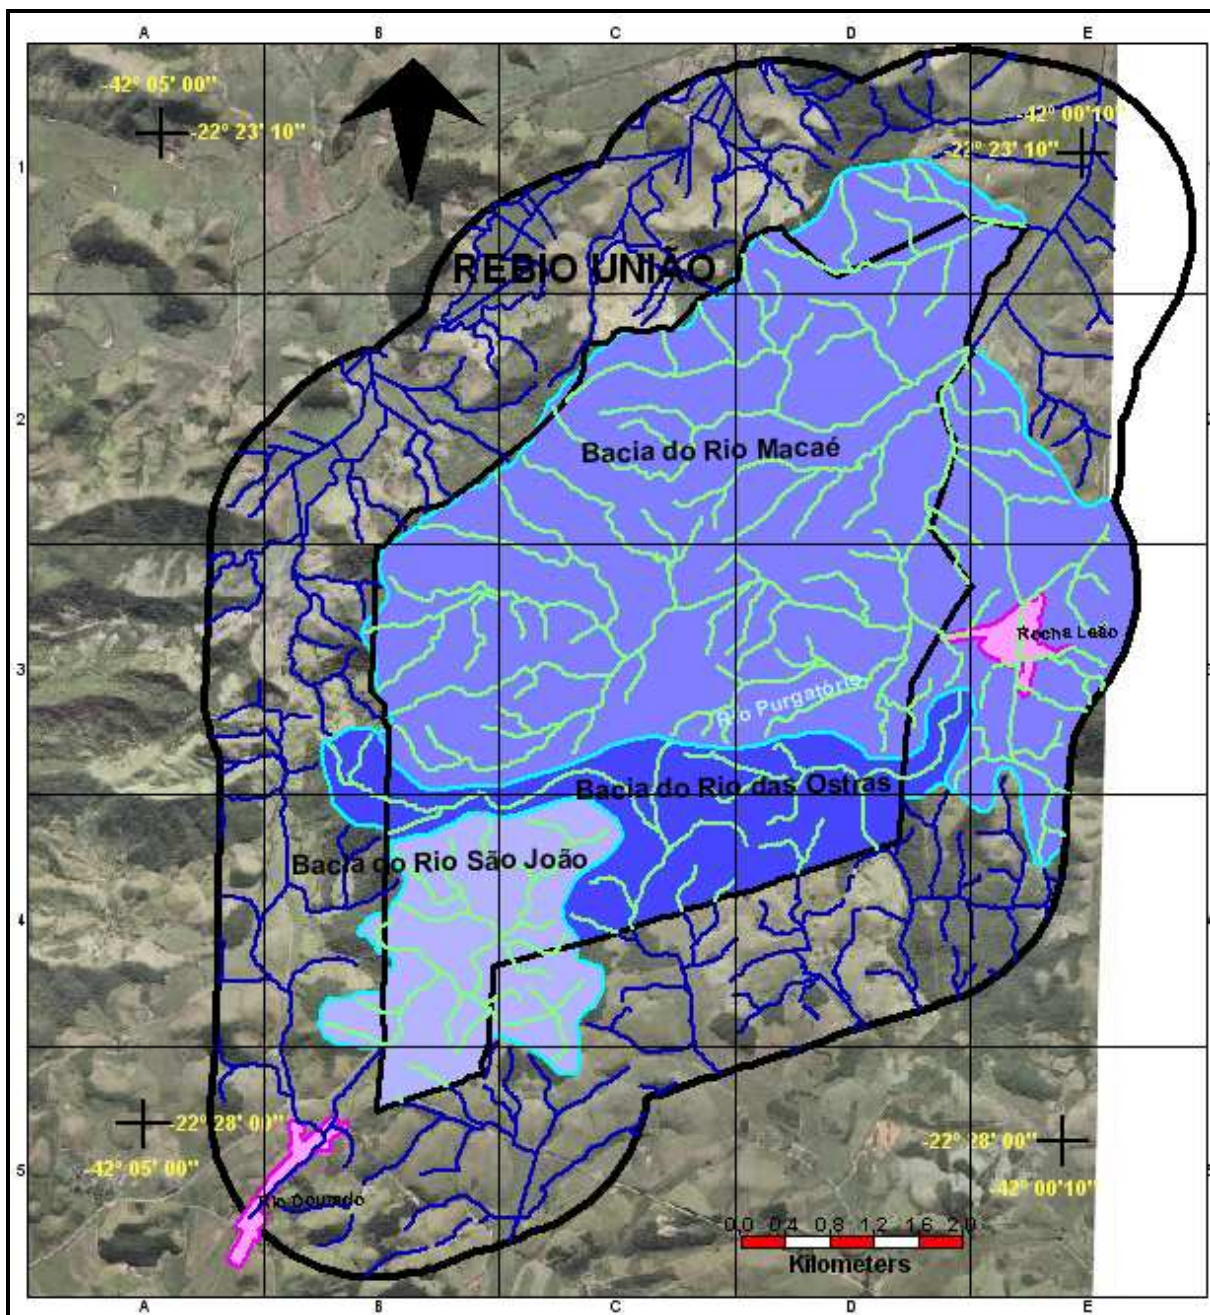 A B C D E
-42° 05' 00"
-22° 23' 10"
-42° 00'10"
-22° 23' 10"
1
REBIO UNIÃO
2
Bacia do Rio Macaé
3
Rocha Leão
Rio Purgatório
Bacia do Rio das Ostras
Bacia do Rio São João
4
-22° 28' 00"
-42° 05' 00"
-22° 28' 00"
-42° 00'10"
5
Rio Dourado
0,0 0,4 0,8 1,2 1,6 2,0
Kilometers
A B C D E